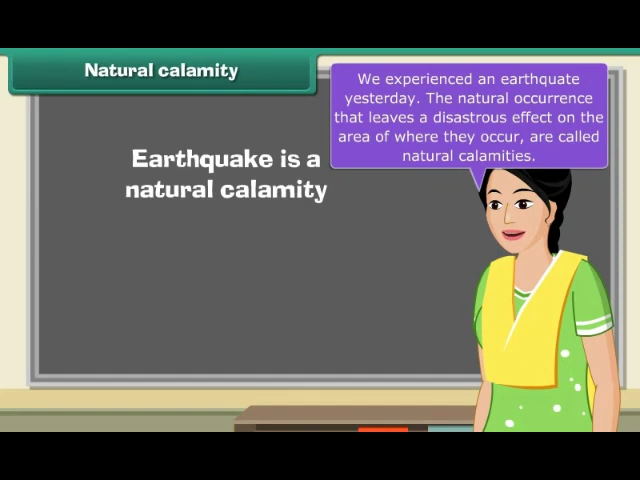 Natural calamity
We experienced an earthquate
yesterday. The natural occurrence
that leaves a disastrous effect on the
area of where they occur, are called
natural calamities.
Earthquake is a
natural calamity